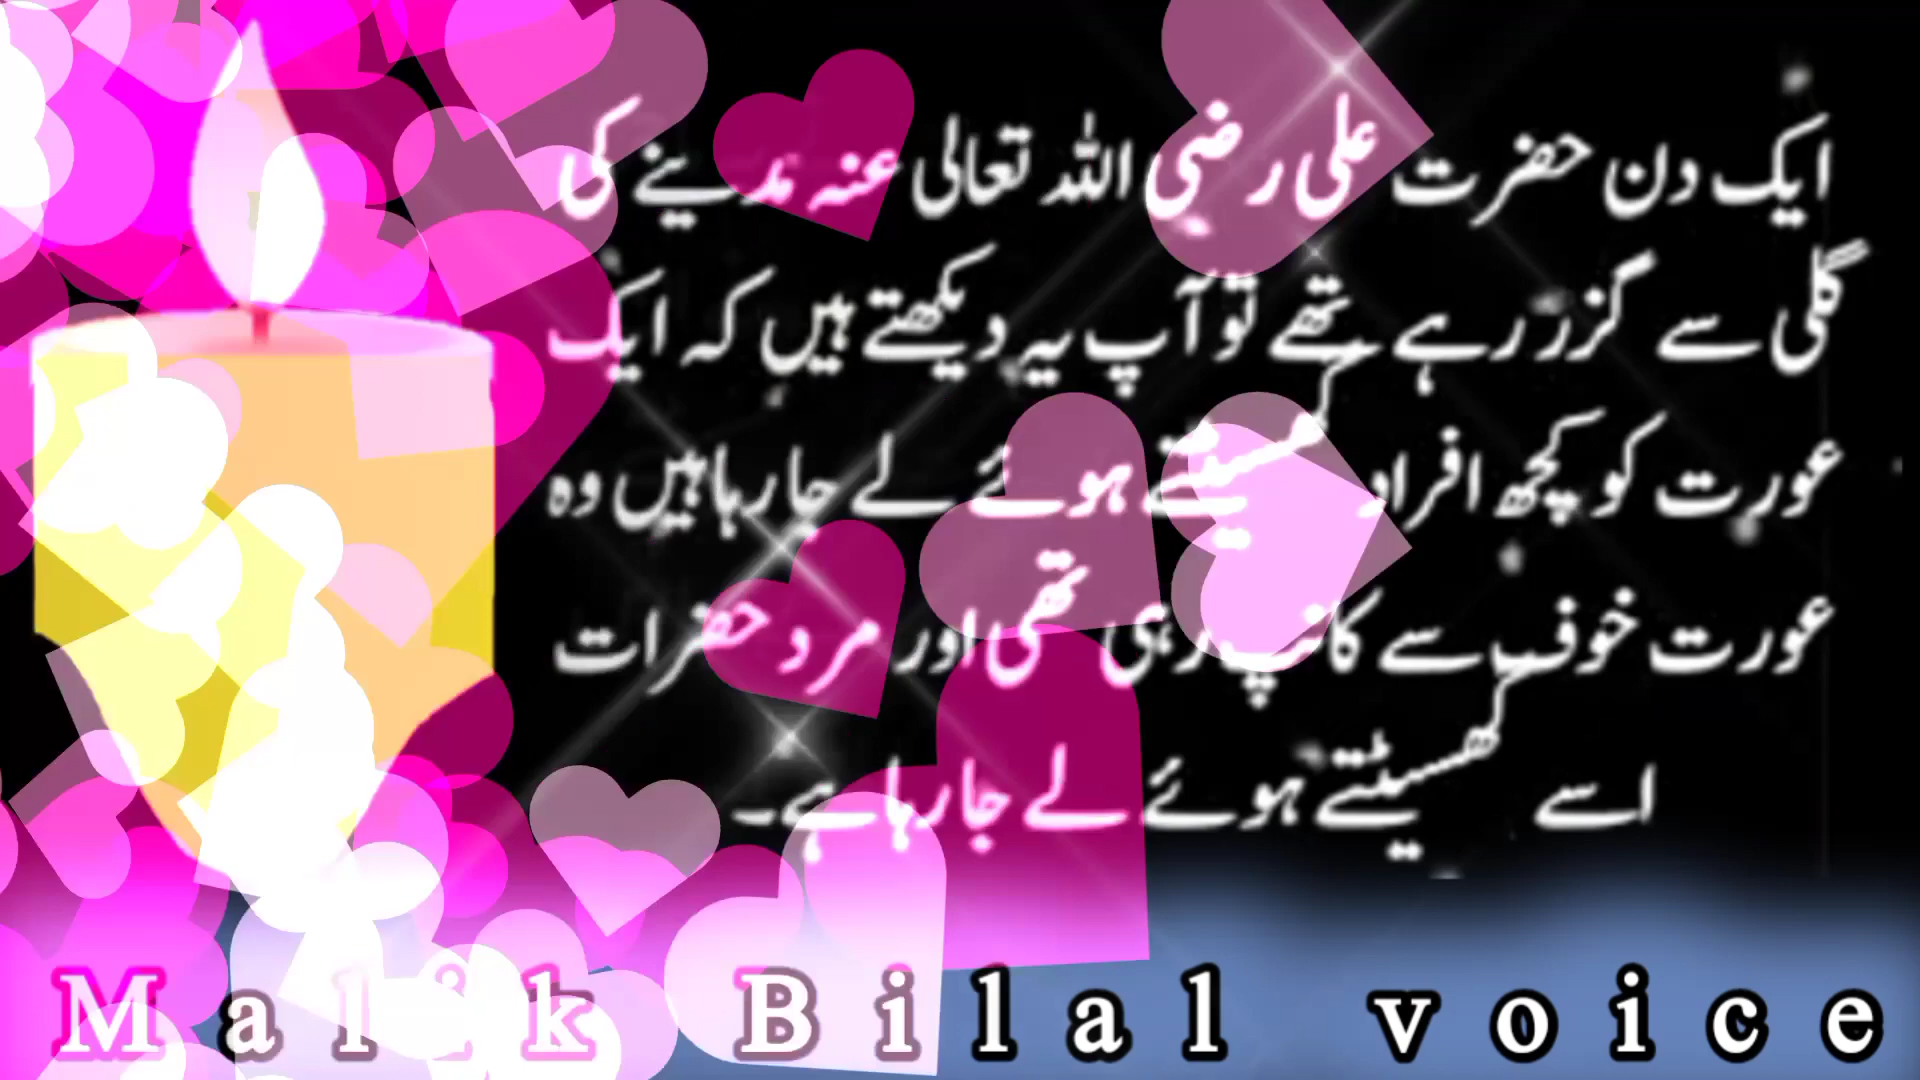 ایک دن حضرت علی رضی اللہ تعالی عنہ مدینے کی
گلی سے گزر رہے تھے تو آپ یہ دیکھتے ہیں کہ ایک
عورت کو کچھ افراد گھسیٹتے ہوئے لے جا رہا ہیں وہ
عورت خوف سے کانپ رہی تھی اور مرد حضرات
اسے گھسیٹتے ہوئے لے جا رہا ہے۔
Malik Bilal voice